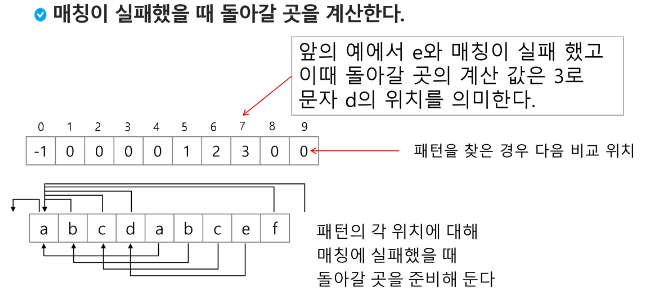 매칭이 실패했을 때 돌아갈 곳을 계산한다.
앞의 예에서 e와 매칭이 실패 했고
이때 돌아갈 곳의 계산 값은 3로
문자 d의 위치를 의미한다.
0 1 2 3 4 5 6 7 8 9
-1 0 0 0 0 1 2 3 0 0
패턴을 찾은 경우 다음 비교 위치
a b c d a b c e f
패턴의 각 위치에 대해
매칭에 실패했을 때
돌아갈 곳을 준비해 둔다